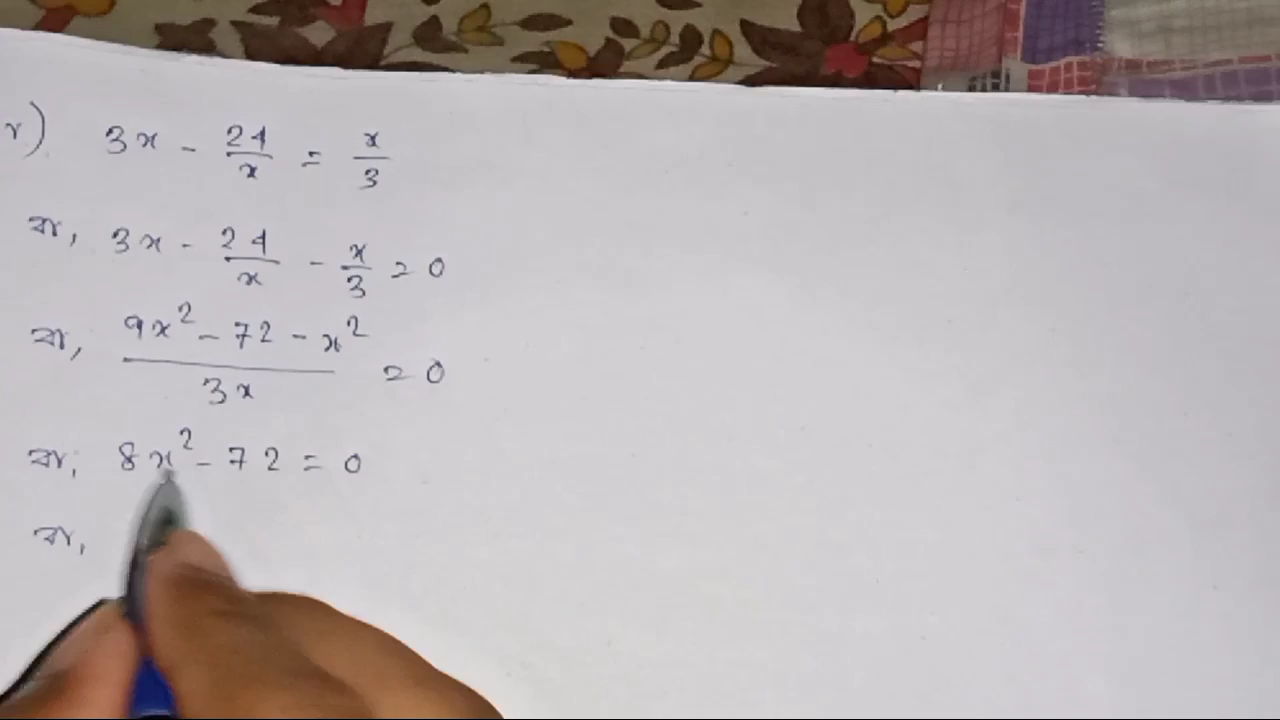 v) 3x - 24/x = x/3
বা, 3x - 24/x - x/3 = 0
বা, (9x² - 72 - x²)/3x = 0
বা, 8x² - 72 = 0
বা,